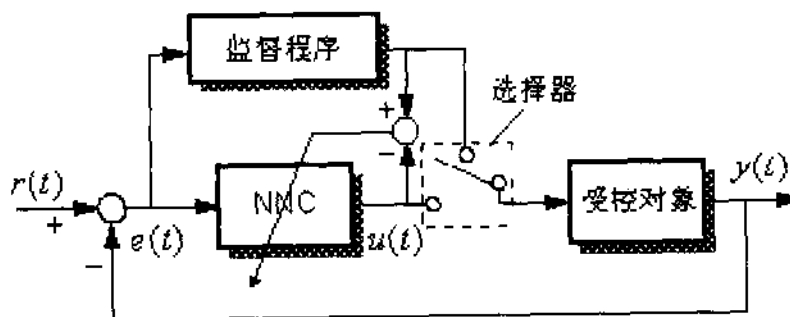 监督程序
选择器
+
-
r(t)
+
e(t)
-
NNC
u(t)
受控对象
y(t)